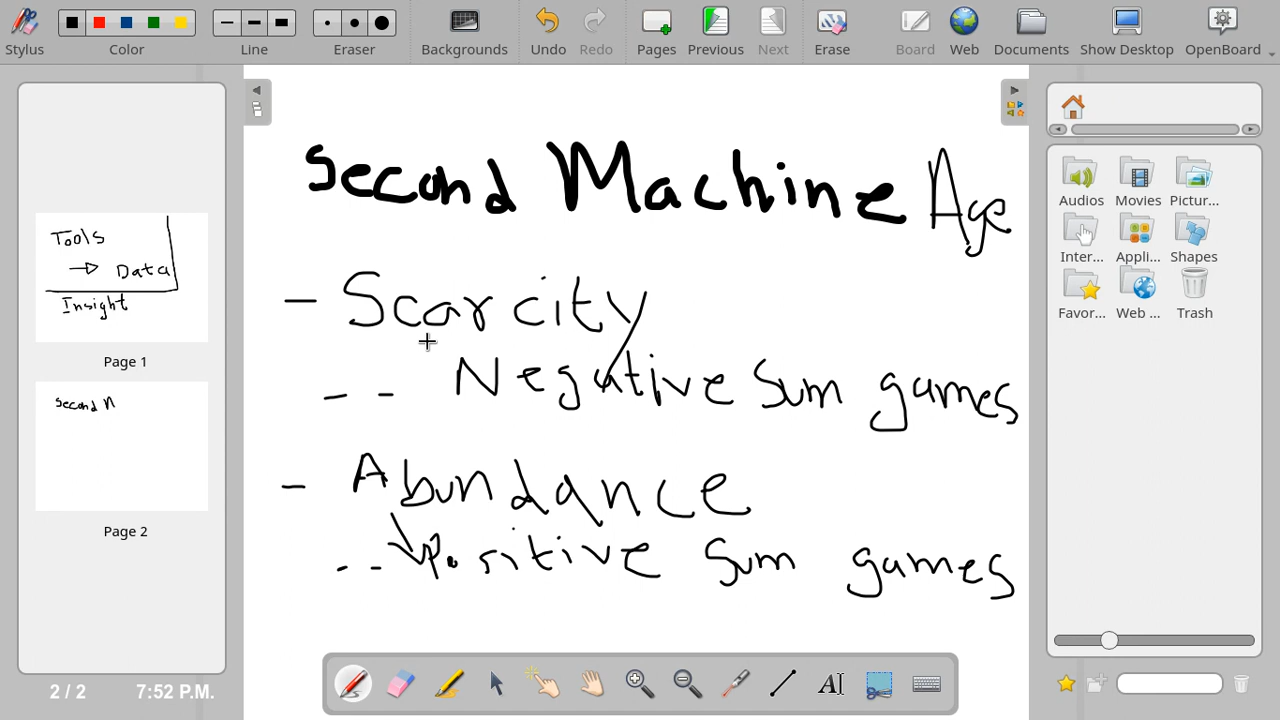 Stylus Color Line Eraser Backgrounds Undo Redo Pages Previous Next Erase Board Web Documents Show Desktop OpenBoard
Tools
→ Data
Insight
Page 1
Second M
Page 2
2 / 2 7:52 P.M.
Second Machine Age
- Scarcity
-- Negative Sum games
- Abundance
-- Positive Sum games
AI
Audios Movies Pictur...
Inter... Appli... Shapes
Favor... Web ... Trash